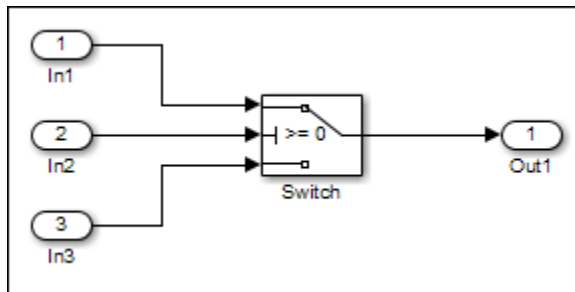 1
In1
2
In2
3
In3
>= 0
Switch
1
Out1